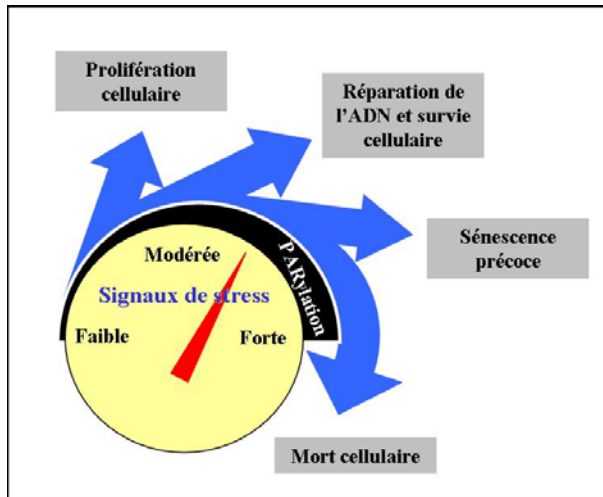 Prolifération
cellulaire
Réparation de
l'ADN et survie
cellulaire
Sénescence
précoce
Modérée
PARylation
Signaux de stress
Faible
Forte
Mort cellulaire